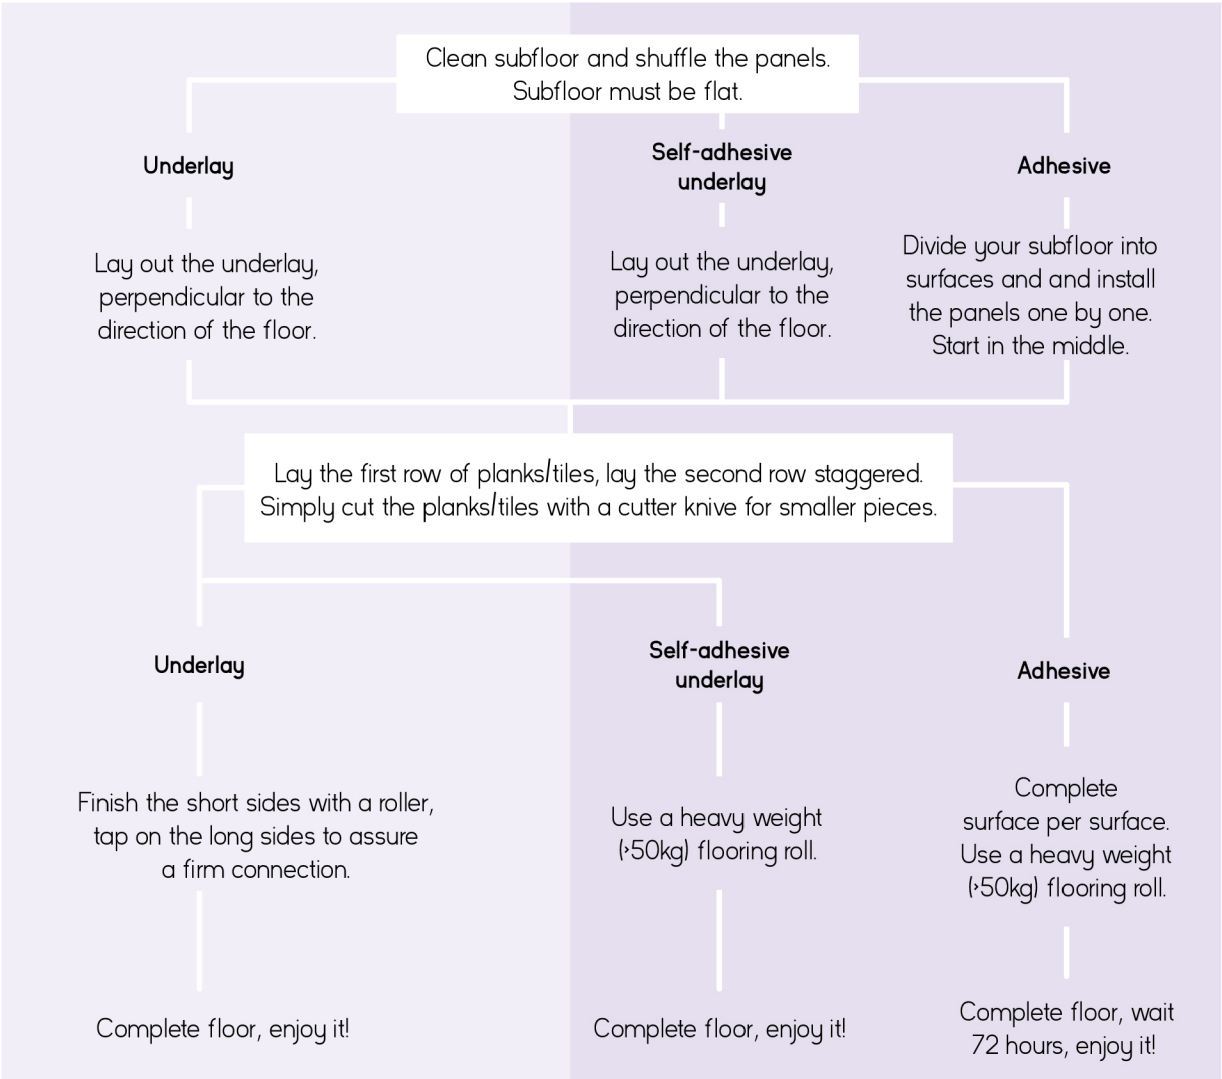 Clean subfloor and shuffle the panels.
Subfloor must be flat.
Underlay
Lay out the underlay,
perpendicular to the
direction of the floor.
Self-adhesive
underlay
Lay out the underlay,
perpendicular to the
direction of the floor.
Adhesive
Divide your subfloor into
surfaces and and install
the panels one by one.
Start in the middle.
Lay the first row of planks/tiles, lay the second row staggered.
Simply cut the planks/tiles with a cutter knive for smaller pieces.
Underlay
Finish the short sides with a roller,
tap on the long sides to assure
a firm connection.
Complete floor, enjoy it!
Self-adhesive
underlay
Use a heavy weight
(>50kg) flooring roll.
Complete floor, enjoy it!
Adhesive
Complete
surface per surface.
Use a heavy weight
(>50kg) flooring roll.
Complete floor, wait
72 hours, enjoy it!